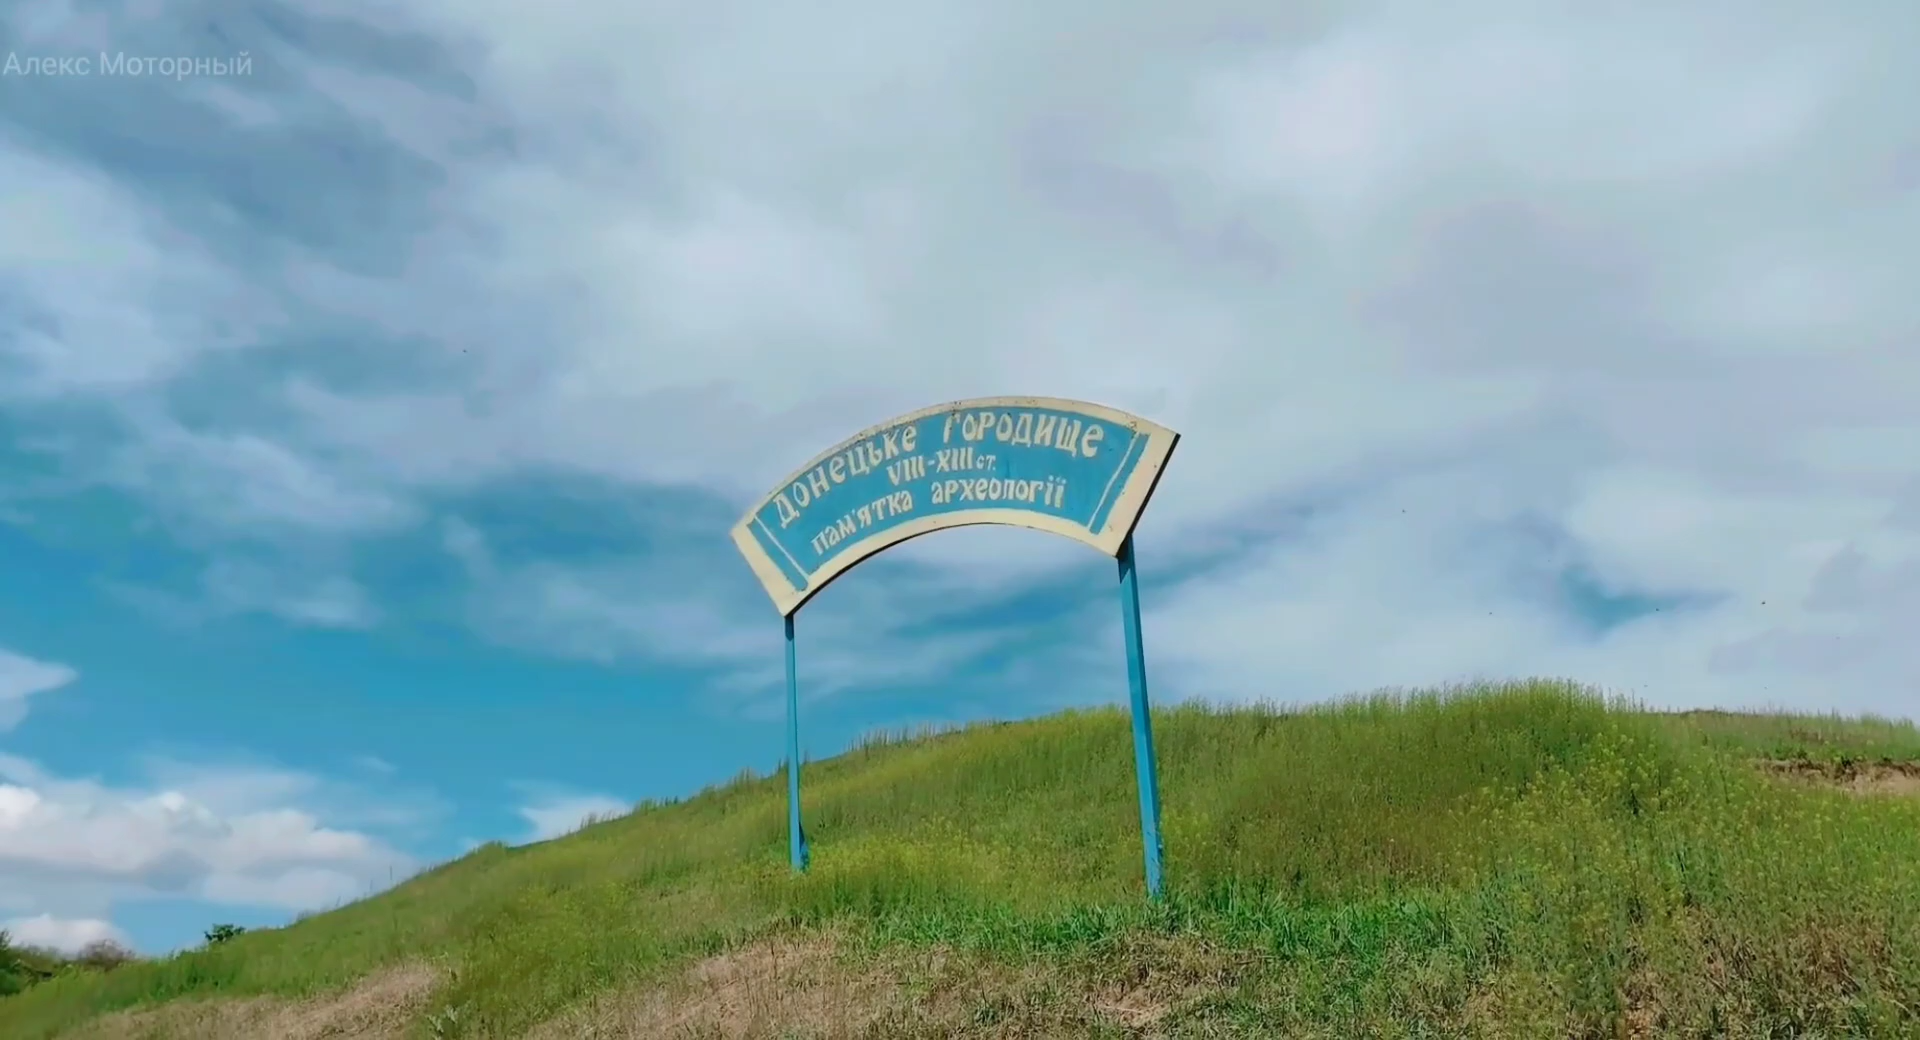 Алекс Моторный
Донецьке городище
VIII-XIII ст.
пам'ятка археології